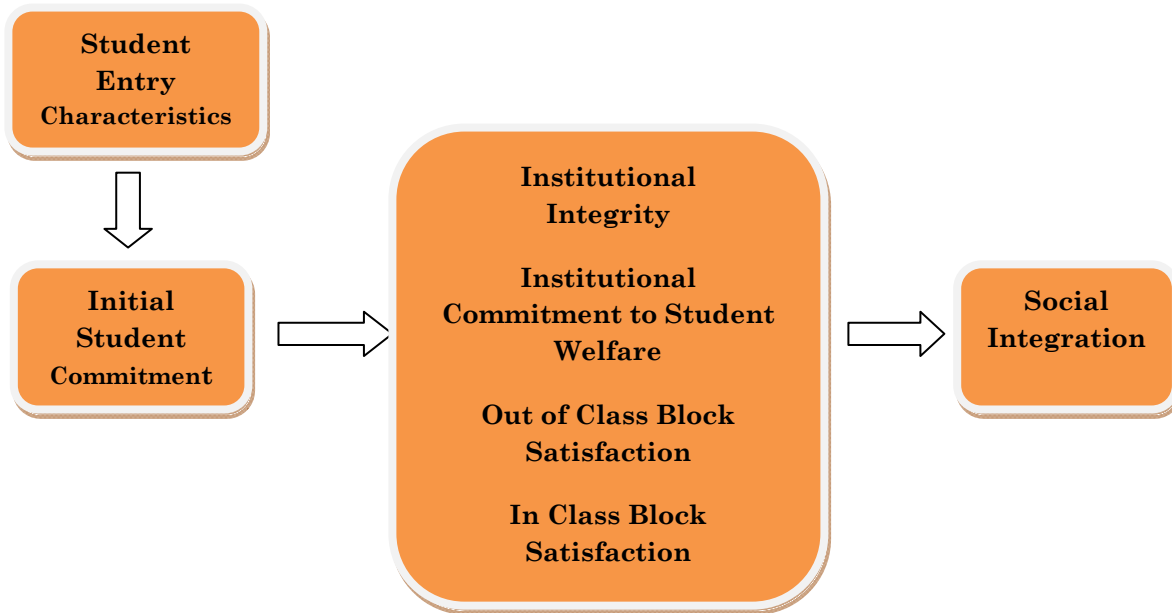 Student
Entry
Characteristics
Initial
Student
Commitment
Institutional
Integrity
Institutional
Commitment to Student
Welfare
Out of Class Block
Satisfaction
In Class Block
Satisfaction
Social
Integration